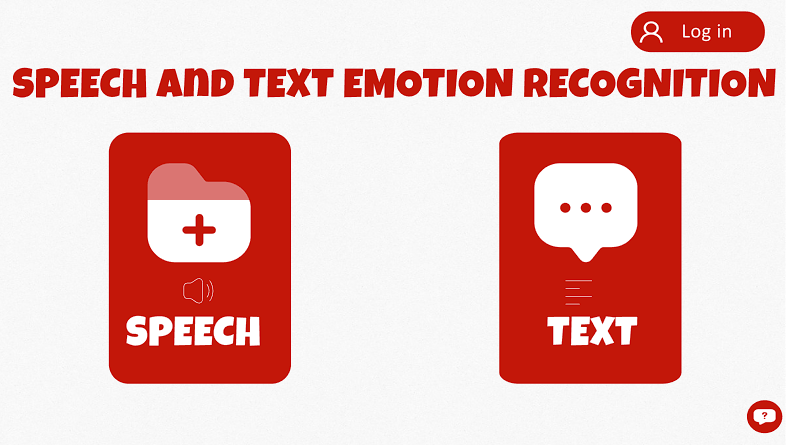 Log in
SPEECH and TEXT EMOTION RECOGNITION
SPEECH
TEXT
?